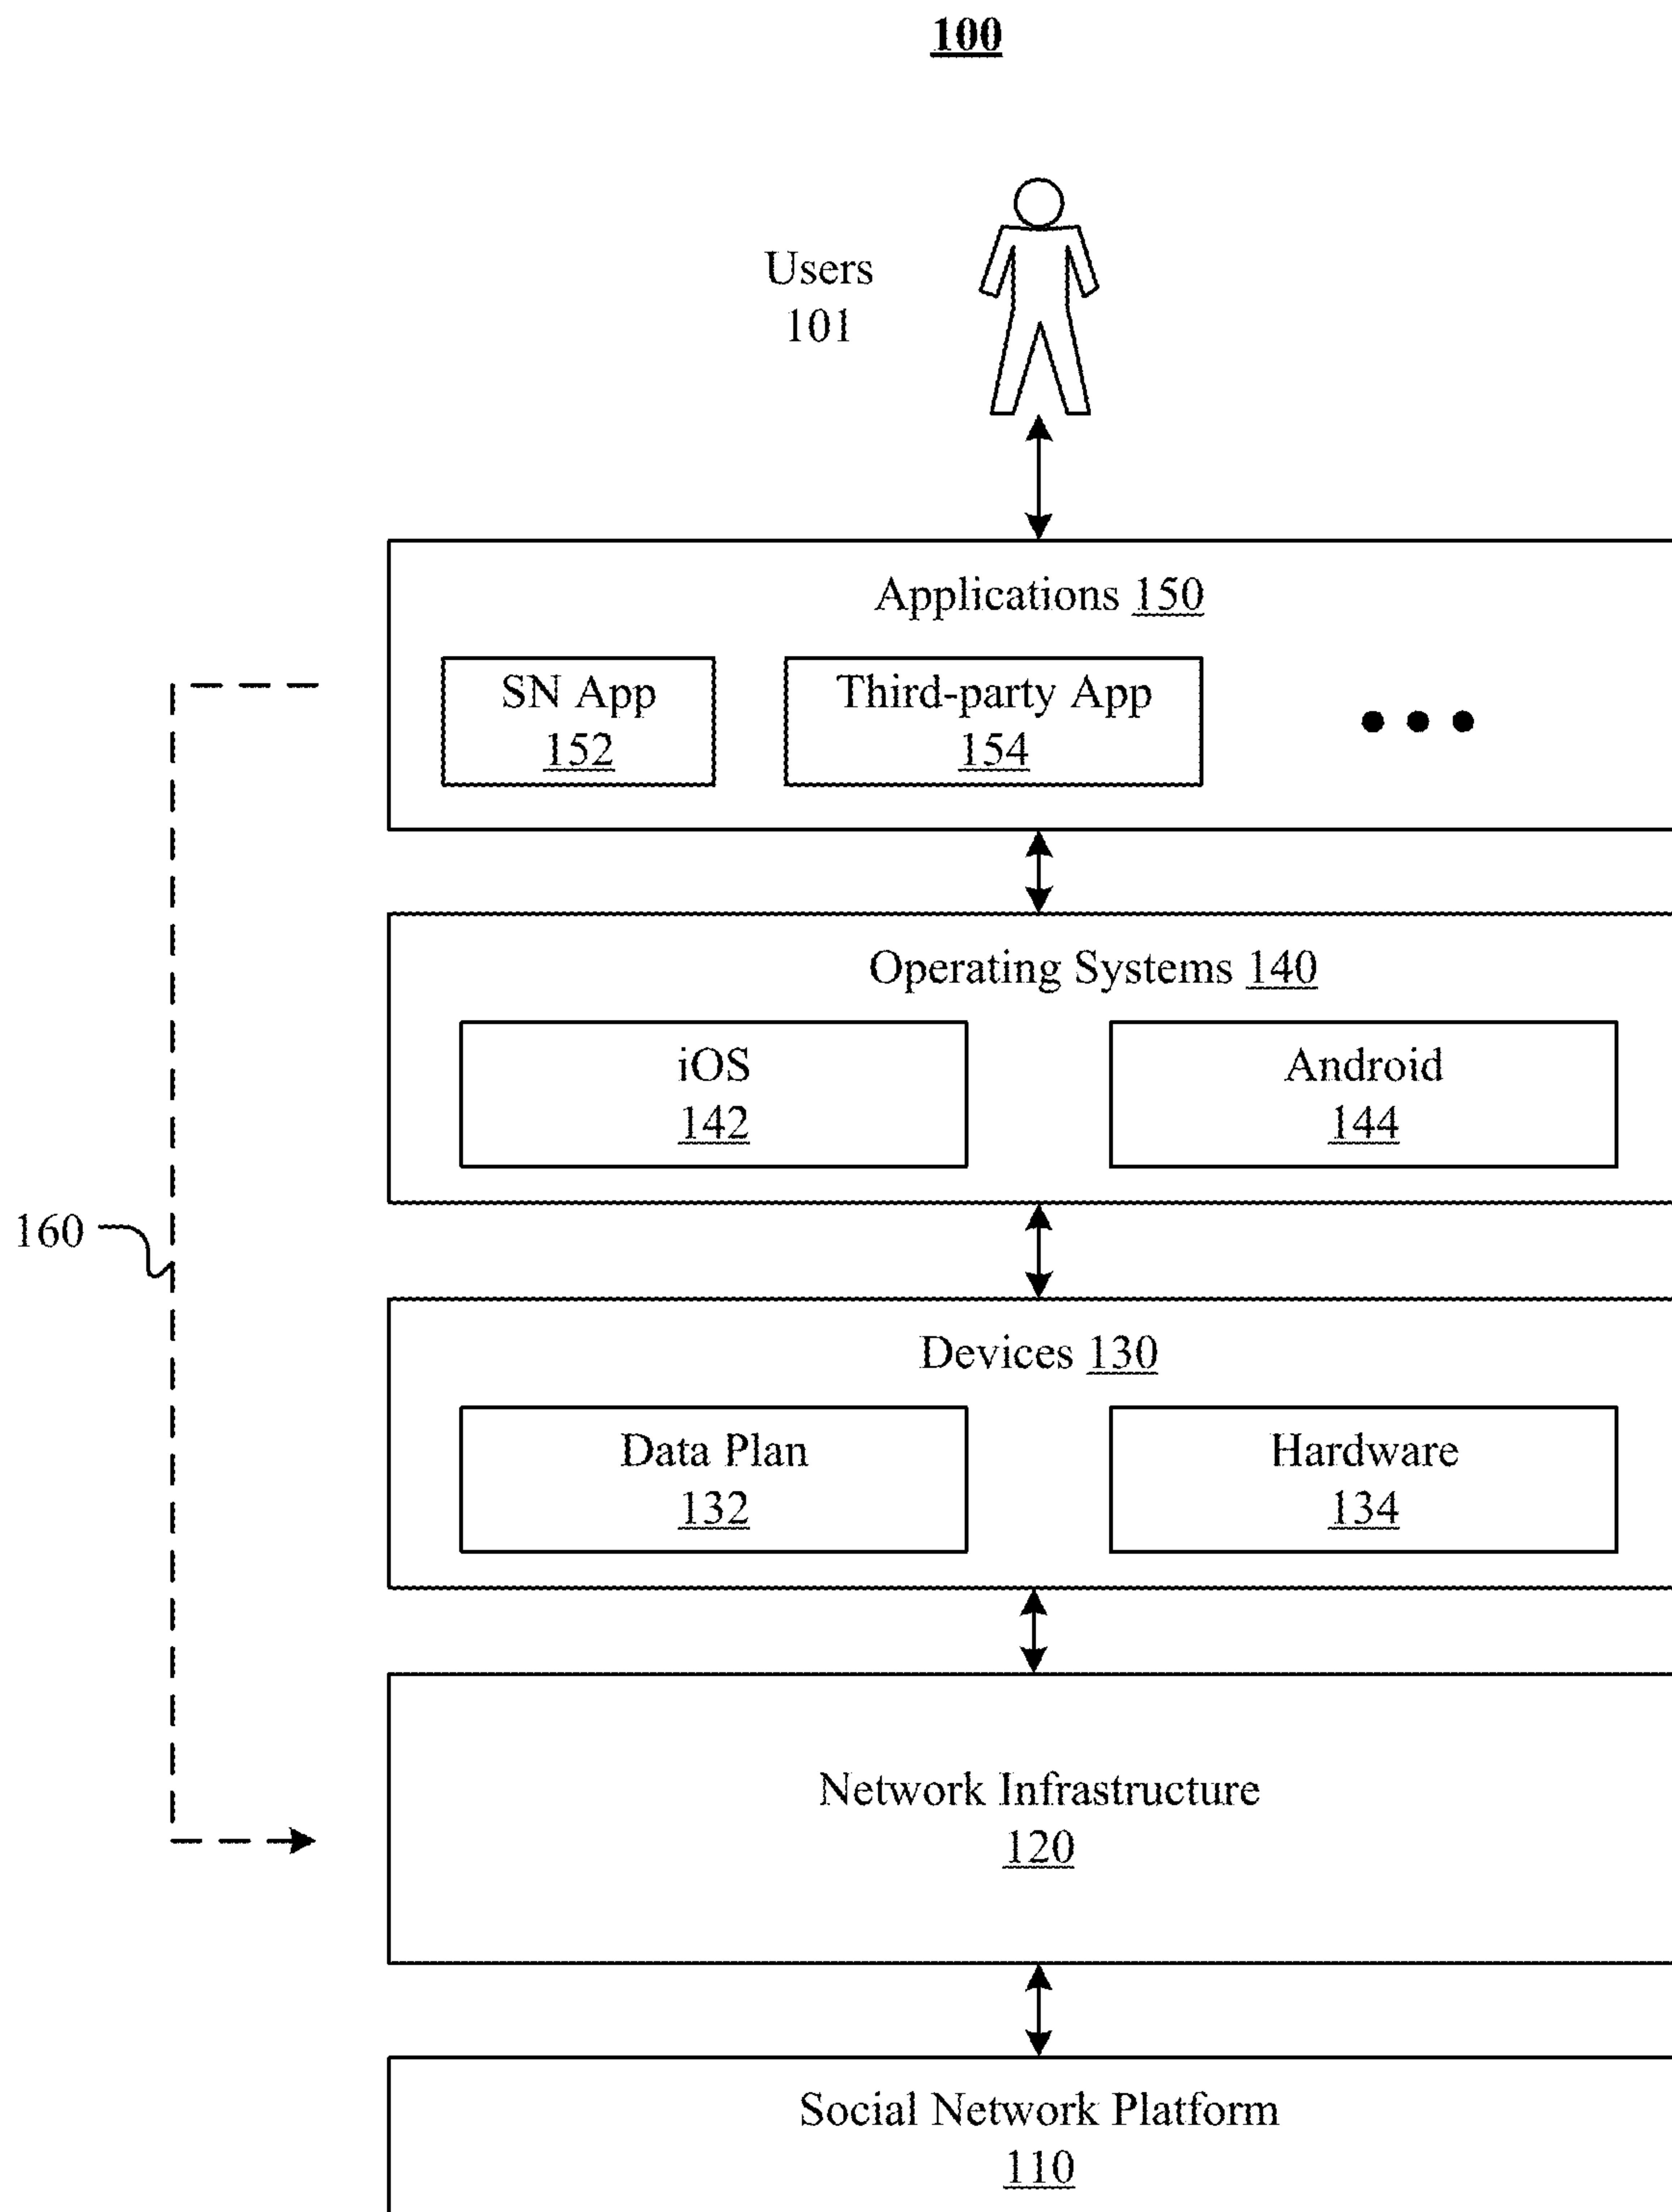 100
Users
101
Applications 150
SN App
152
Third-party App
154
Operating Systems 140
iOS
142
Android
144
160
Devices 130
Data Plan
132
Hardware
134
Network Infrastructure
120
Social Network Platform
110